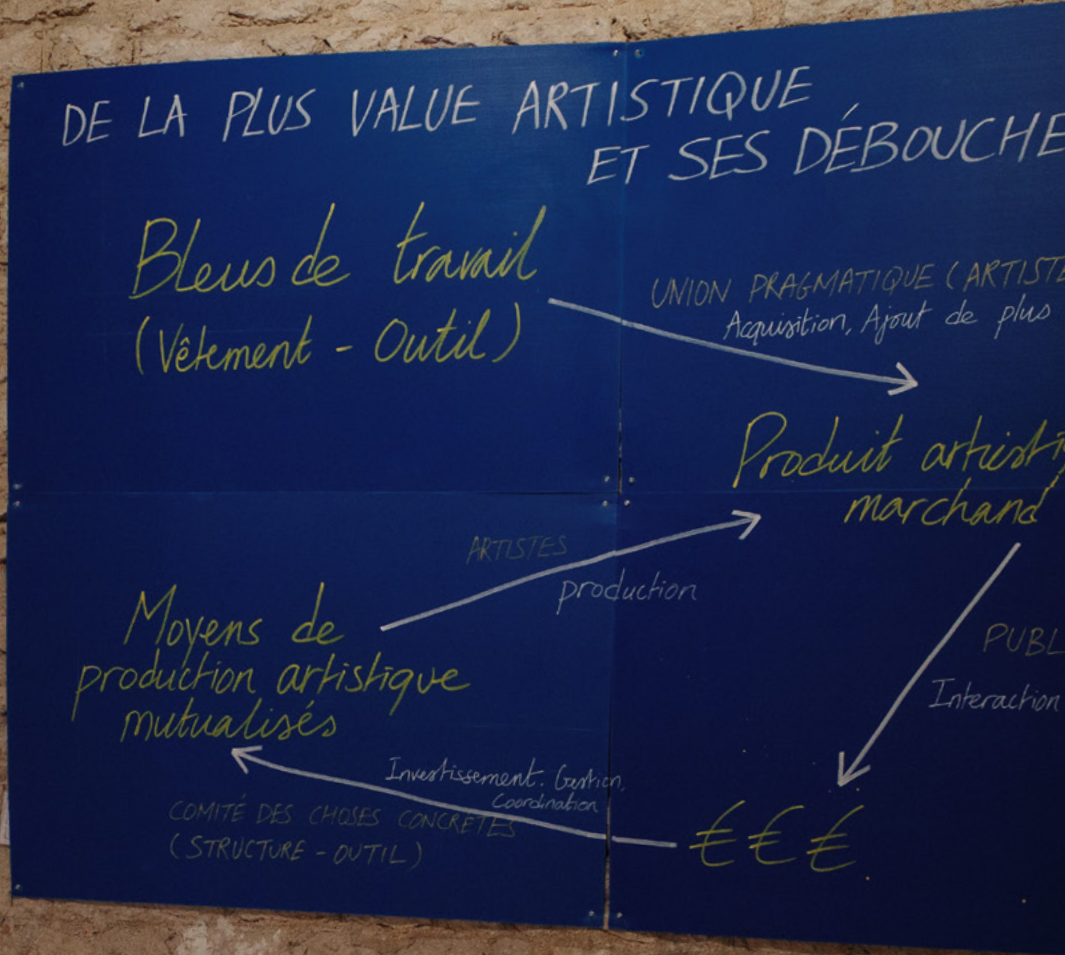 DE LA PLUS VALUE ARTISTIQUE
ET SES DÉBOUCHE
Bleus de travail
(Vêtement - Outil)
UNION PRAGMATIQUE (ARTISTE
Acquisition, Ajout de plus
Produit artisti
marchand
ARTISTES
production
Moyens de
production artistique
mutualisés
PUBL
Interaction
Investissement. Gestion,
Coordination
COMITÉ DES CHOSES CONCRÈTES
(STRUCTURE - OUTIL)
€€€.